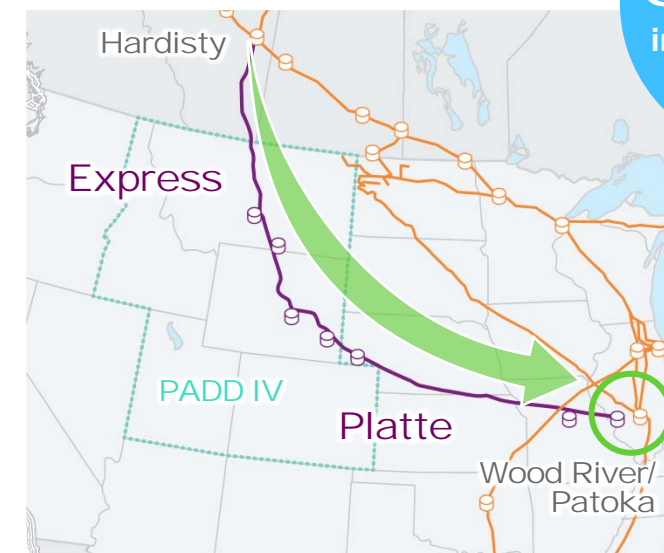 Hardisty
Express
PADD IV
Platte
Wood River/
Patoka